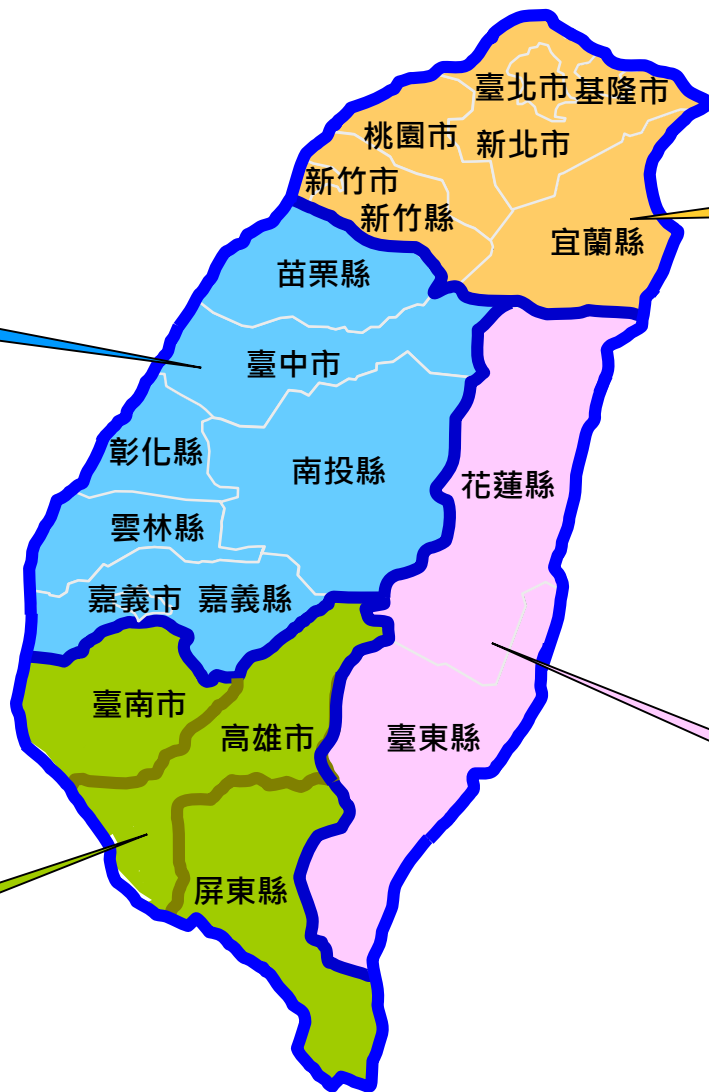 臺北市
基隆市
桃園市
新北市
新竹市
新竹縣
宜蘭縣
苗栗縣
臺中市
彰化縣
南投縣
花蓮縣
雲林縣
嘉義市
嘉義縣
臺南市
高雄市
臺東縣
屏東縣